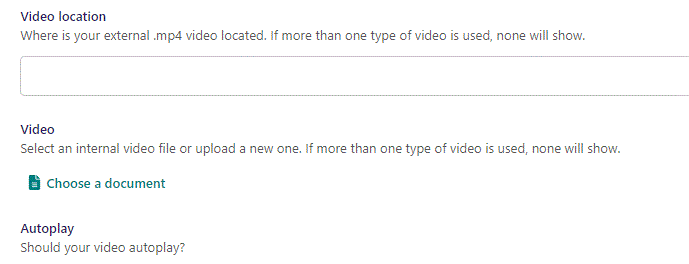 Video location
Where is your external .mp4 video located. If more than one type of video is used, none will show.
Video
Select an internal video file or upload a new one. If more than one type of video is used, none will show.
Choose a document
Autoplay
Should your video autoplay?